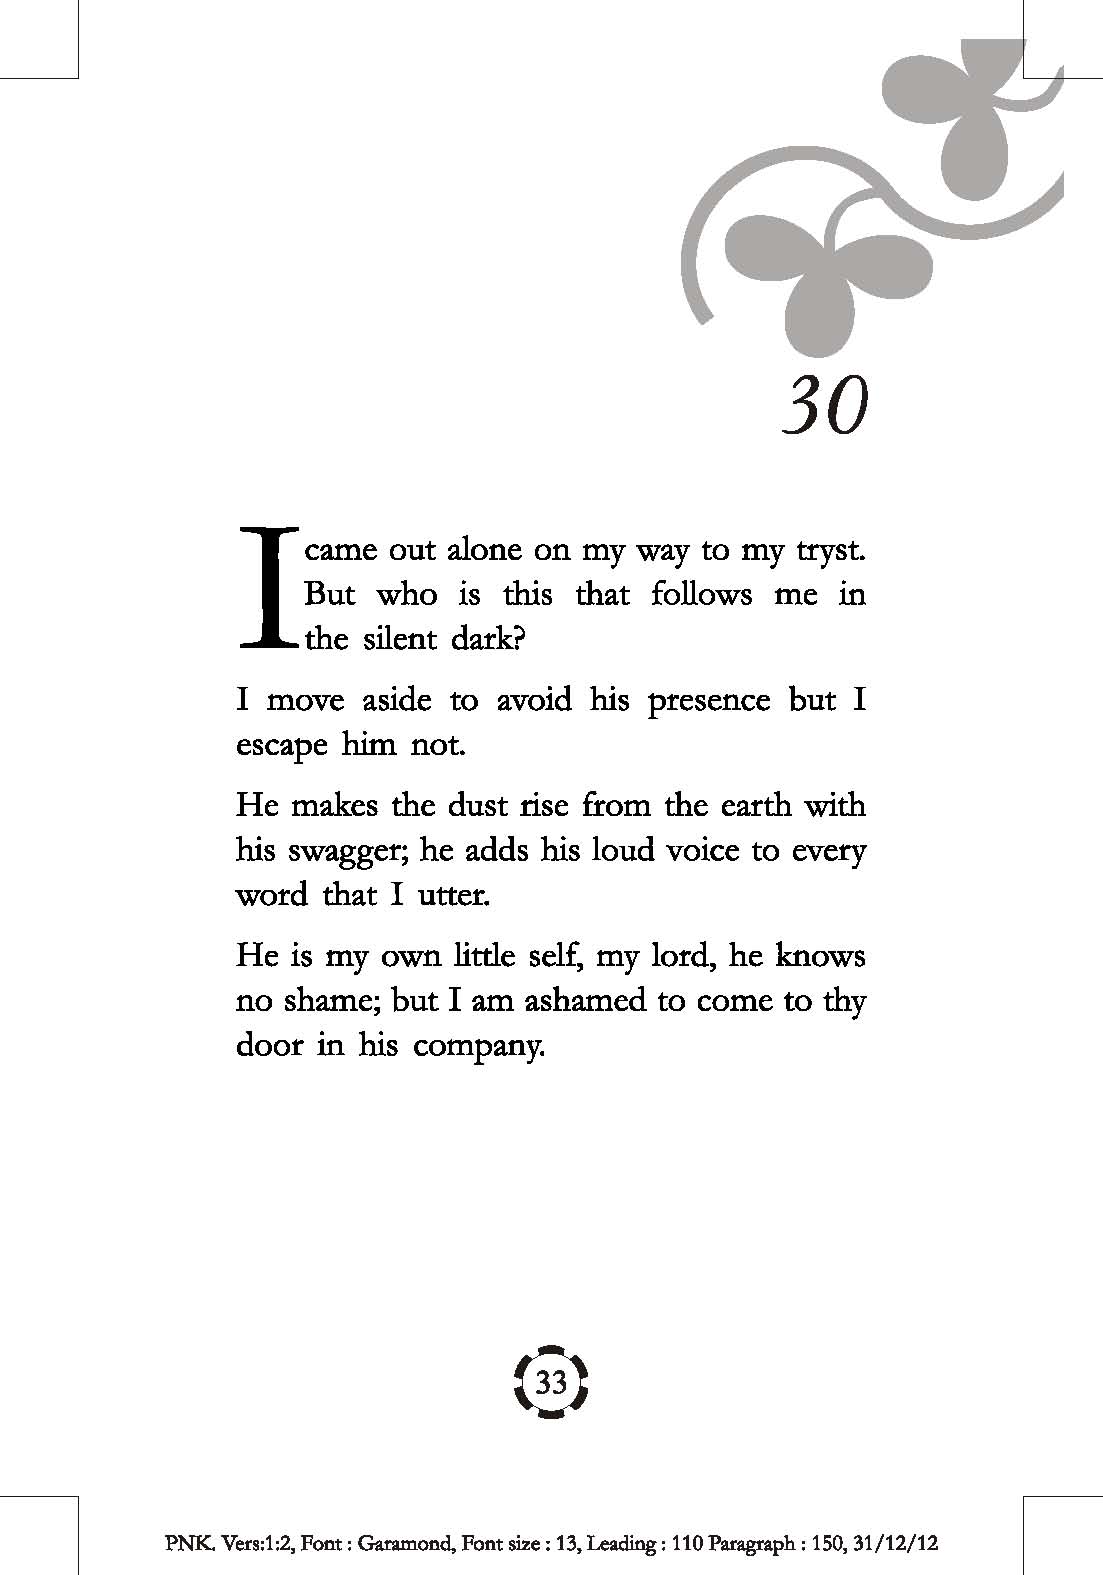 30
I came out alone on my way to my tryst.
But who is this that follows me in
the silent dark?
I move aside to avoid his presence but I
escape him not.
He makes the dust rise from the earth with
his swagger; he adds his loud voice to every
word that I utter.
He is my own little self, my lord, he knows
no shame; but I am ashamed to come to thy
door in his company.
33
PNK. Vers:1:2, Font : Garamond, Font size : 13, Leading : 110 Paragraph : 150, 31/12/12